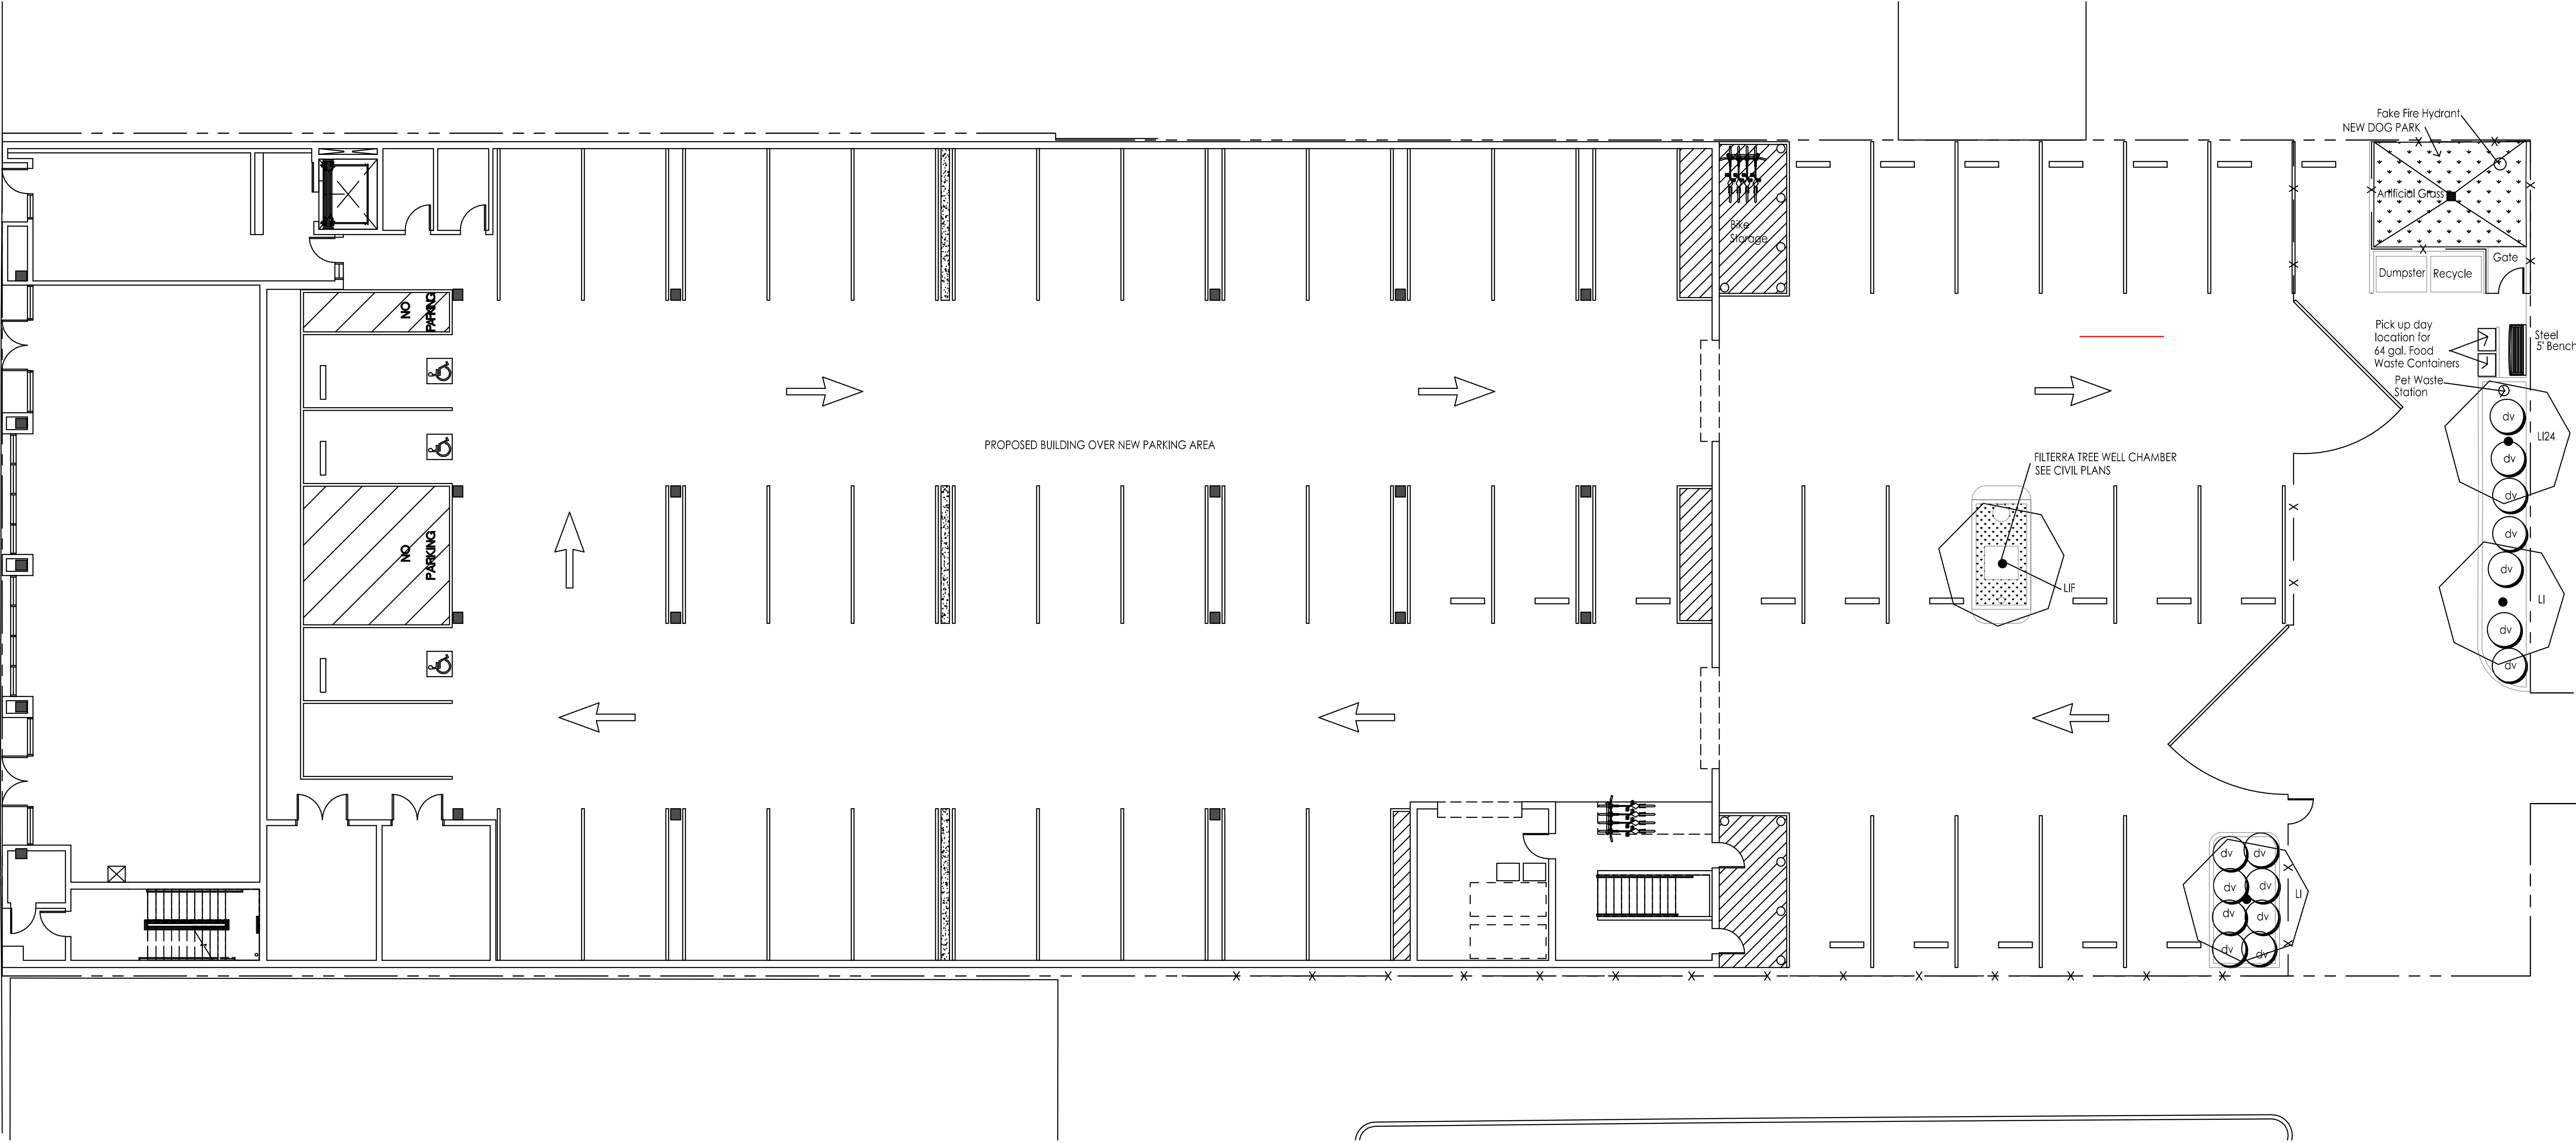 Fake Fire Hydrant
NEW DOG PARK
Artificial Grass
Bike
Storage
Gate
Dumpster
Recycle
NO
PARKING
Pick up day
location for
64 gal. Food
Waste Containers
Steel
5' Bench
Pet Waste
Station
dv
LI24
dv
dv
dv
PROPOSED BUILDING OVER NEW PARKING AREA
FILTERRA TREE WELL CHAMBER
SEE CIVIL PLANS
NO
PARKING
LIF
dv
LI
dv
dv
dv
dv
dv
dv
LI
dv
dv
dv
dv